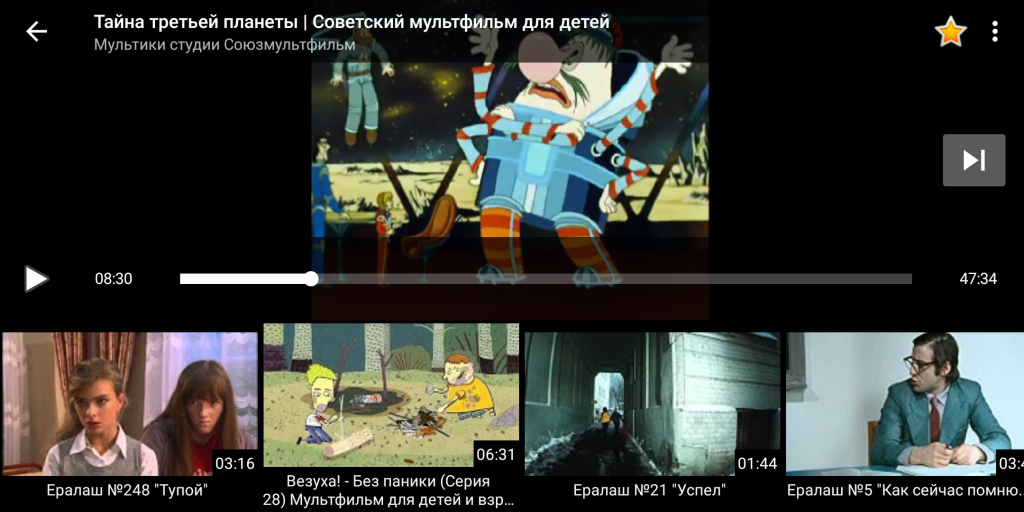 Тайна третьей планеты | Советский мультфильм для детей
Мультики студии Союзмультфильм
08:30
47:34
03:16
06:31
01:44
03:4
Ералаш №248 "Тупой"
Везуха! - Без паники (Серия
28) Мультфильм для детей и взр...
Ералаш №21 "Успел"
Ералаш №5 "Как сейчас помню..